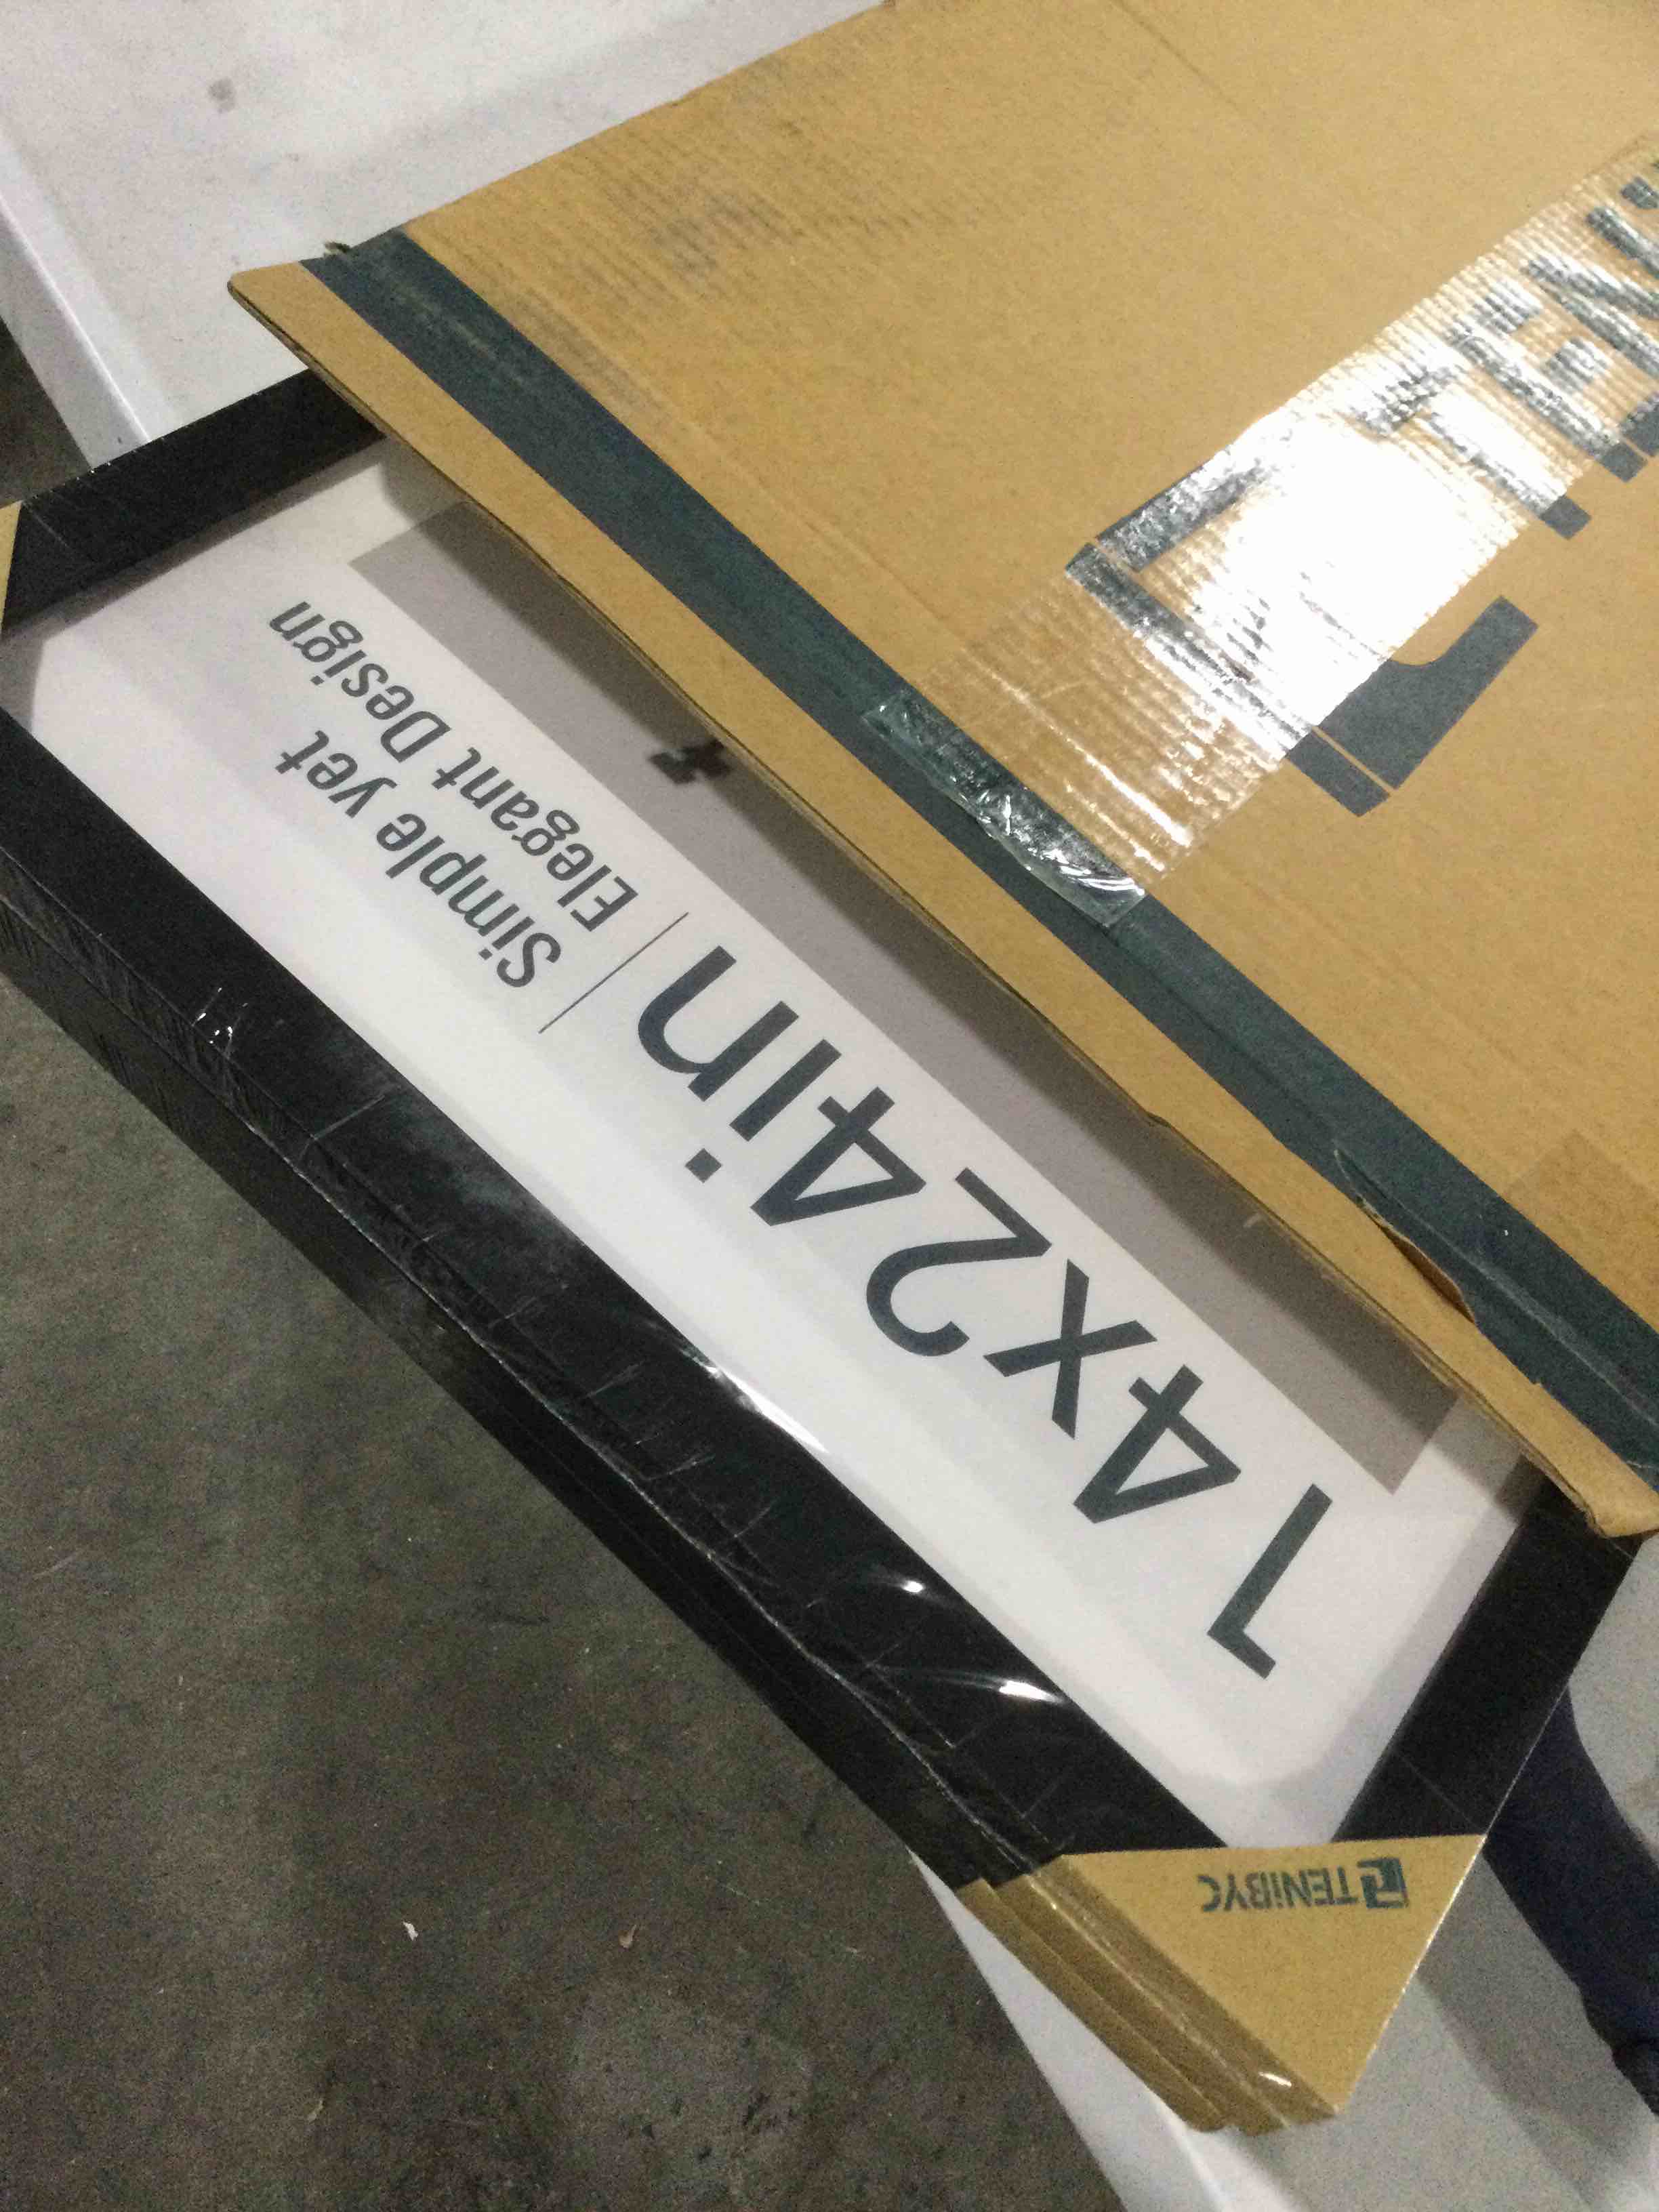 14x24in
Simple yet
Elegant Design
TENiBYC